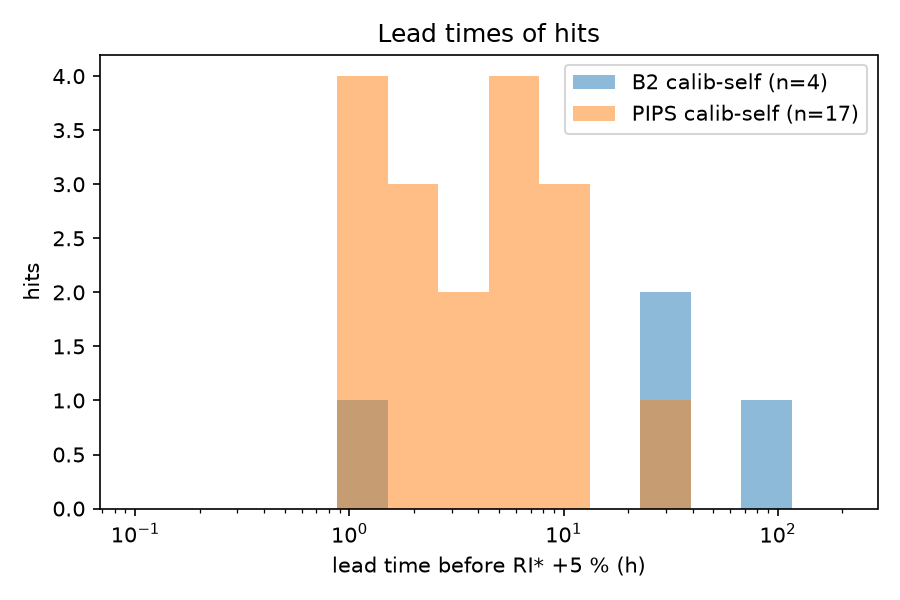 Lead times of hits
B2 calib-self (n=4)
PIPS calib-self (n=17)
4.0
3.5
3.0
2.5
2.0
1.5
1.0
0.5
0.0
hits
10⁻¹
10⁰
10¹
10²
lead time before RI* +5 % (h)